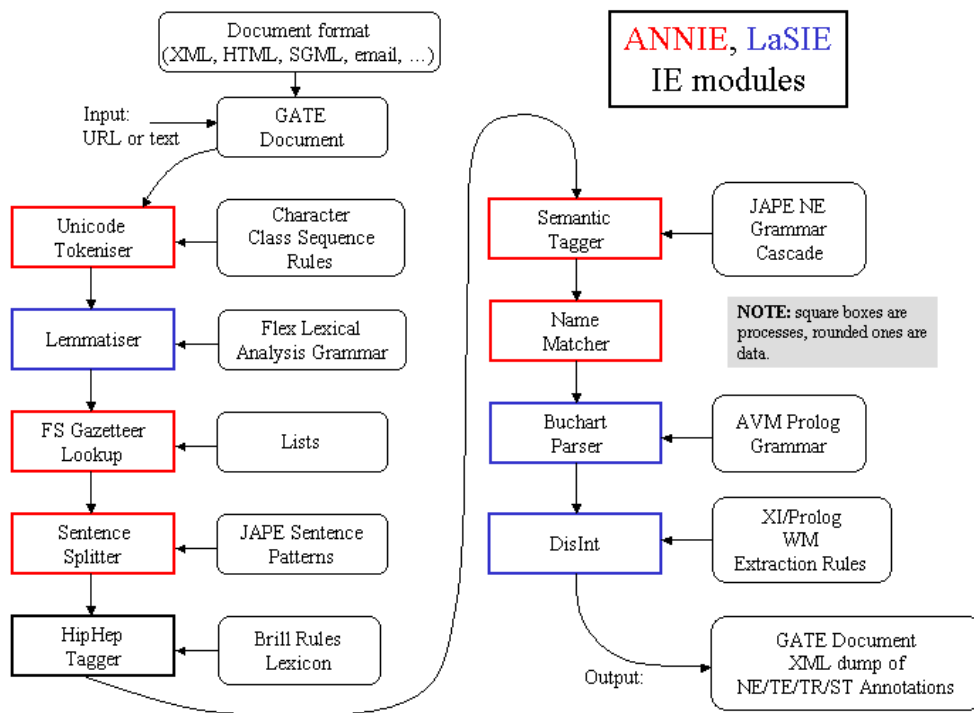 Document format
(XML, HTML, SGML, email, ...)
ANNIE, LaSIE
IE modules
Input:
URL or text
GATE
Document
Unicode
Tokeniser
Character
Class Sequence
Rules
Lemmatiser
Flex Lexical
Analysis Grammar
FS Gazetteer
Lookup
Lists
Sentence
Splitter
JAPE Sentence
Patterns
HipHep
Tagger
Brill Rules
Lexicon
Semantic
Tagger
JAPE NE
Grammar
Cascade
Name
Matcher
NOTE: square boxes are
processes, rounded ones are
data.
Buchart
Parser
AVM Prolog
Grammar
DisInt
XI/Prolog
WM
Extraction Rules
Output:
GATE Document
XML dump of
NE/TE/TR/ST Annotations